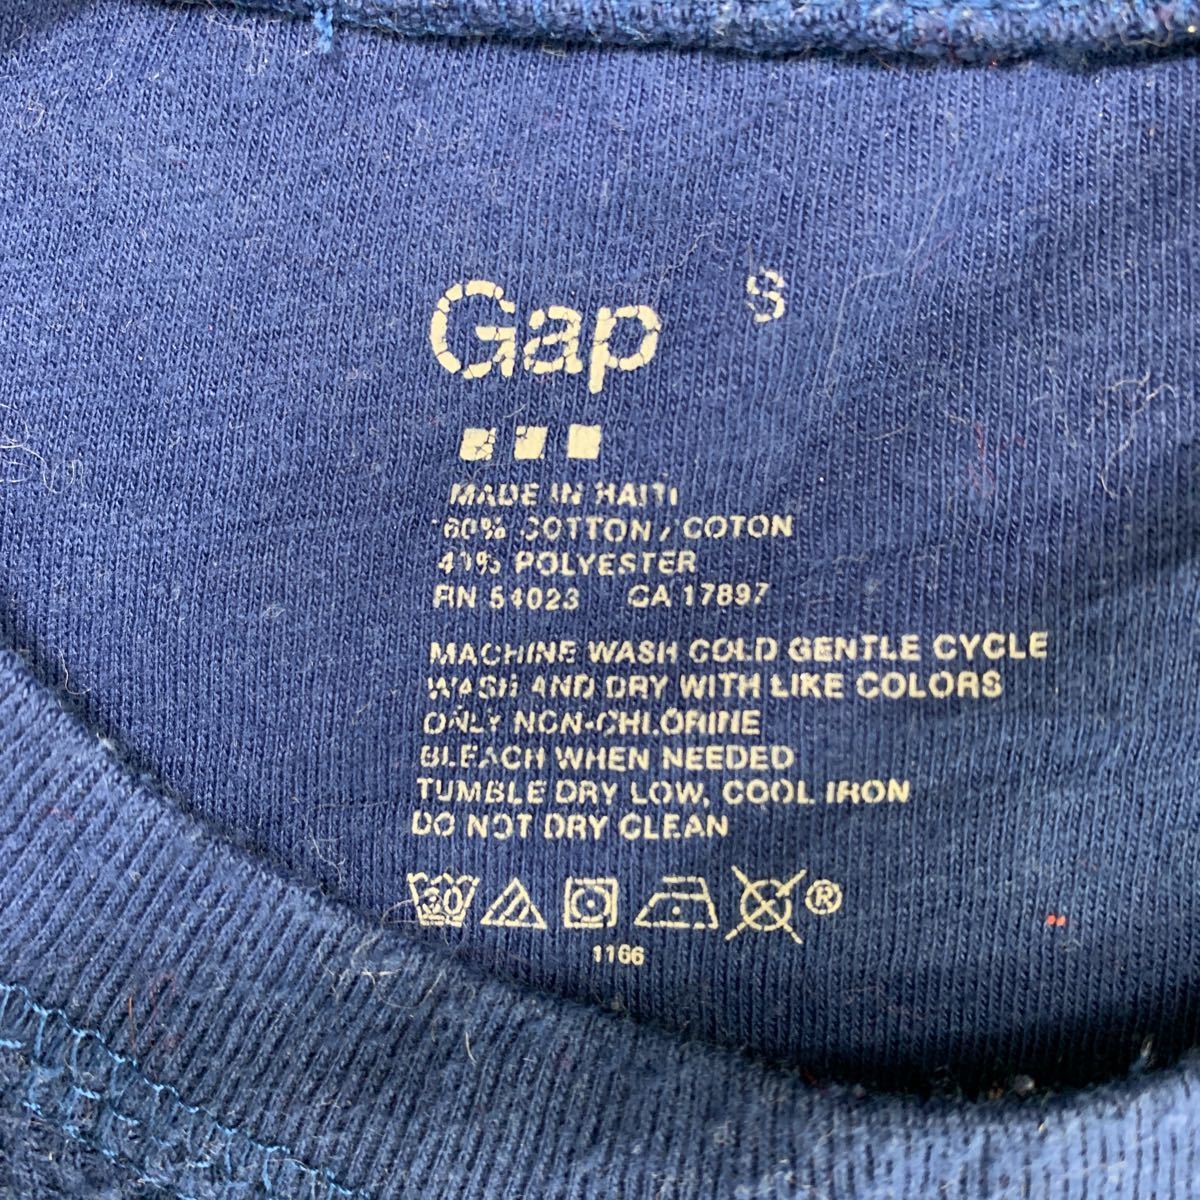 Gap S
MADE IN HAITI
60% COTTON / COTON
40% POLYESTER
RN 54023 CA 17897
MACHINE WASH COLD GENTLE CYCLE
WASH AND DRY WITH LIKE COLORS
ONLY NON-CHLORINE
BLEACH WHEN NEEDED
TUMBLE DRY LOW, COOL IRON
DO NOT DRY CLEAN
30 ®
1166